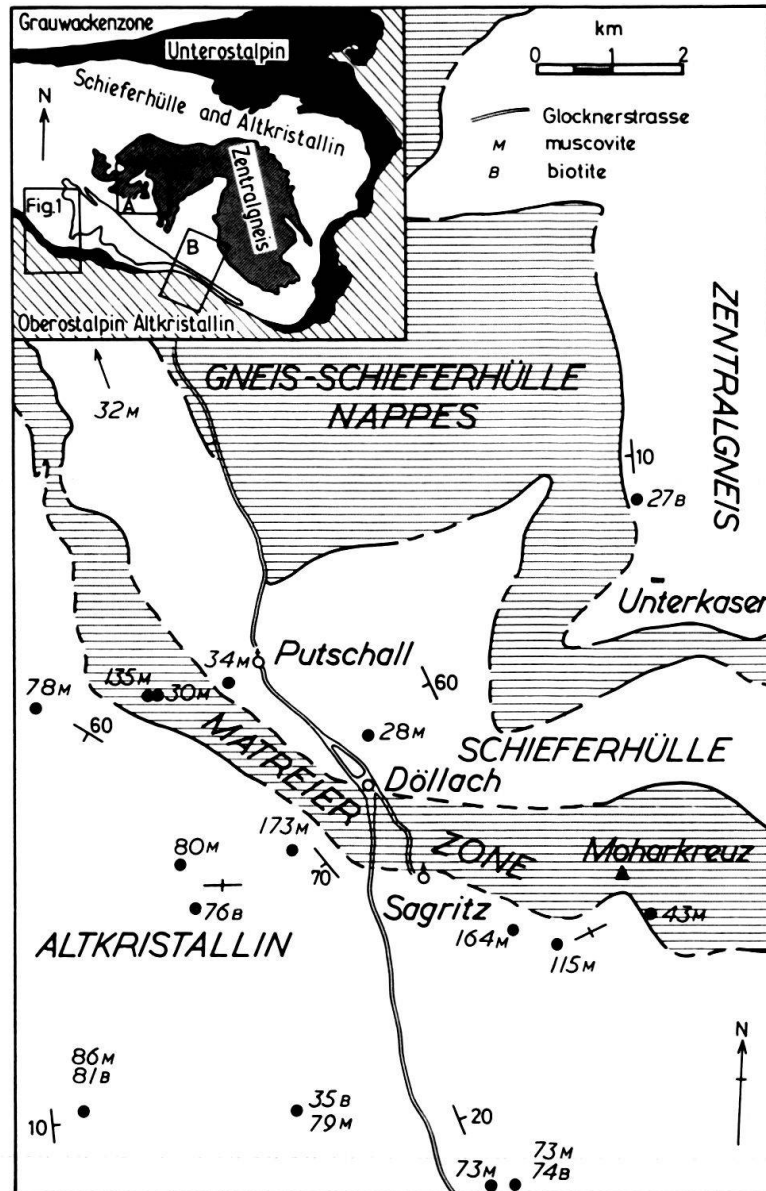 Grauwackenzone
Unterostalpin
Schieferhülle and Altkristallin
N
Zentralgneis
A
Fig.1
B
Oberostalpin Altkristallin
km
0 1 2
Glocknerstrasse
M muscovite
B biotite
32M
GNEIS-SCHIEFERHÜLLE
NAPPES
ZENTRALGNEIS
10
27B
Unterkaser
Putschall
34M
135M
30M
78M
60
60
28M
SCHIEFERHÜLLE
MATREIER
ZONE
Döllach
173M
80M
70
Moharkreuz
76B
Sagritz
43M
164M
115M
ALTKRISTALLIN
N
86M
81B
10
35B
79M
20
73M
73M
74B